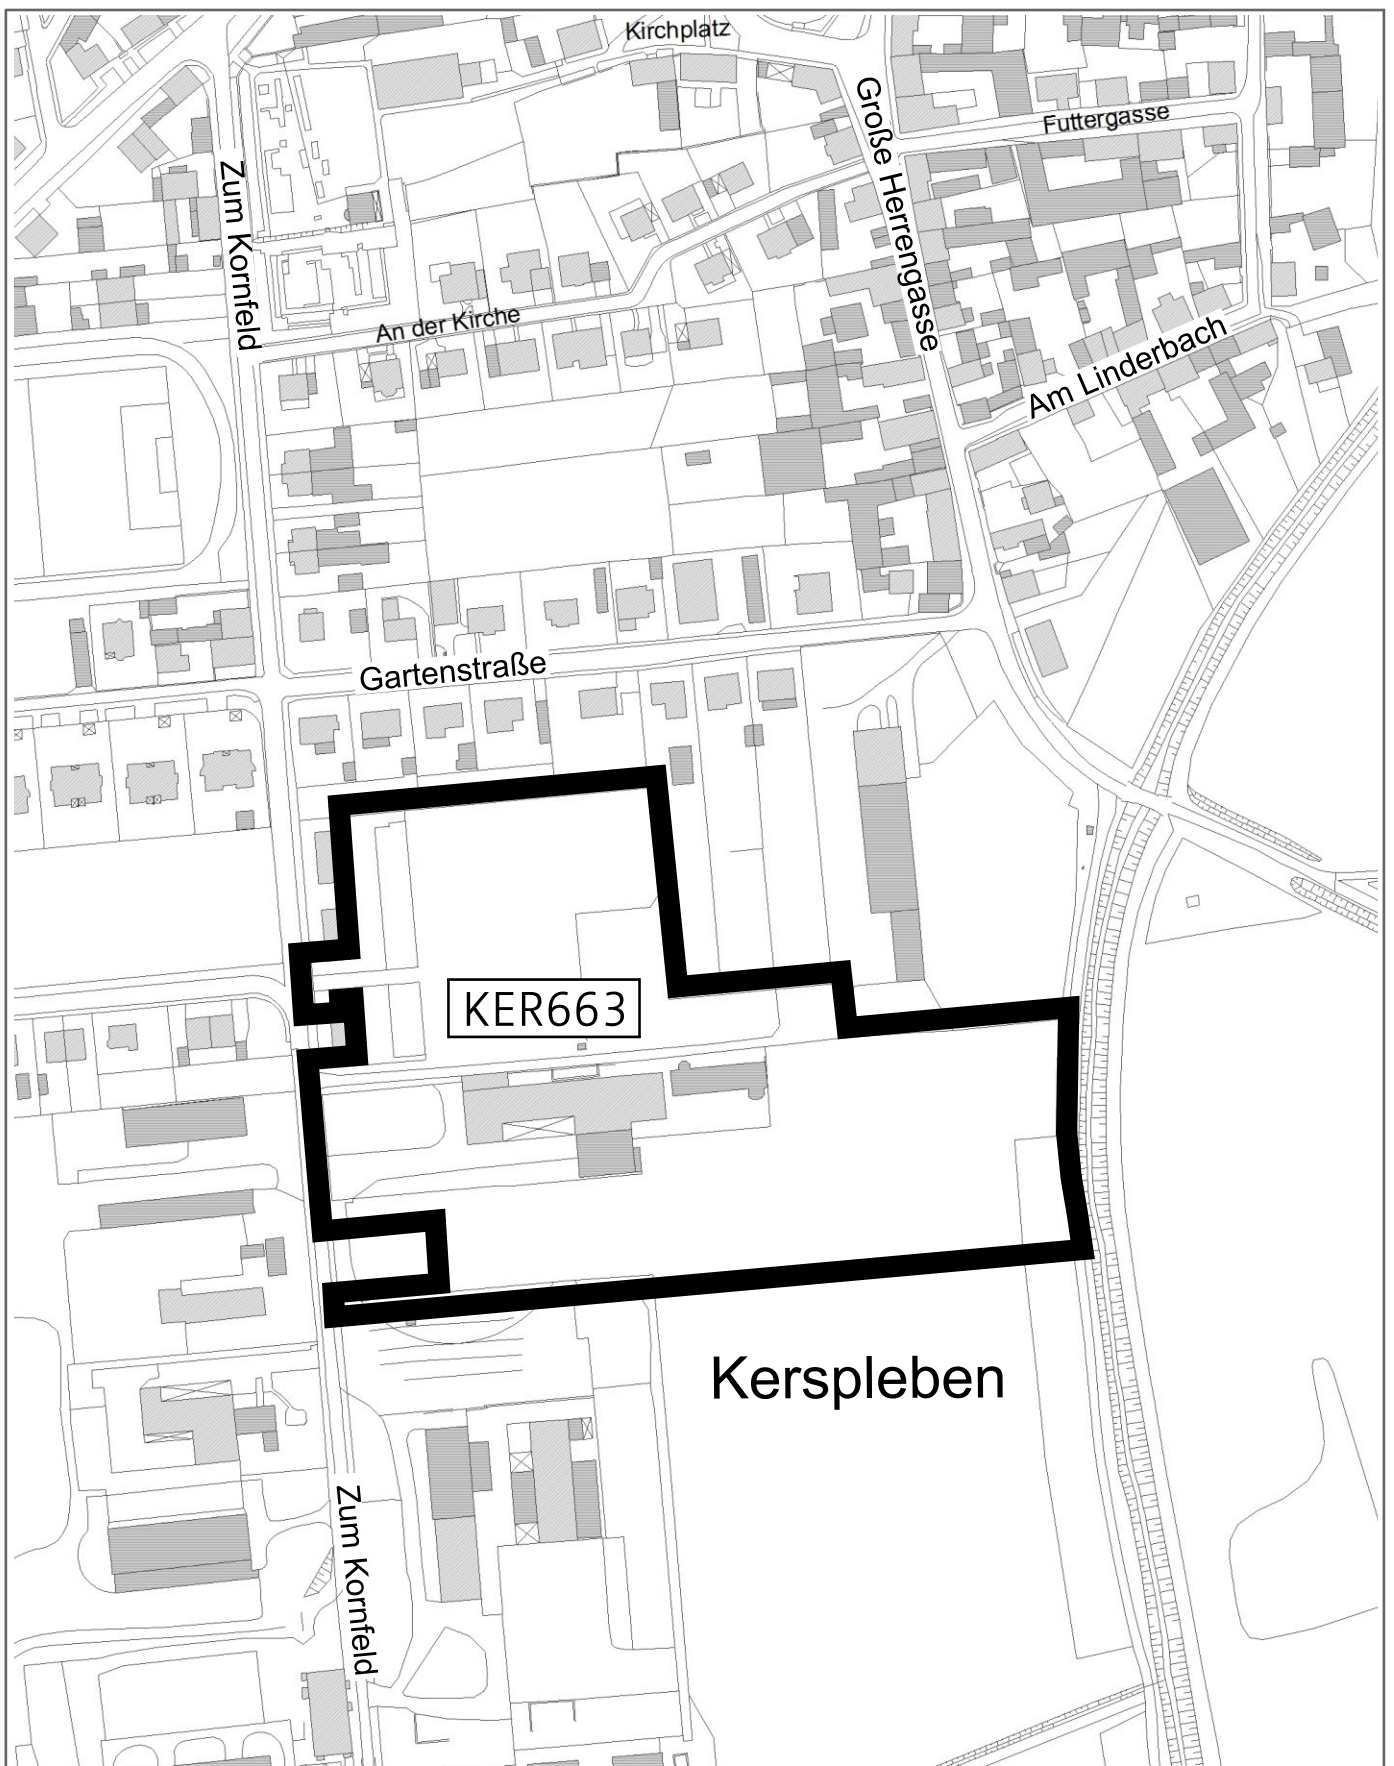 Kirchplatz
Große Herrengasse
Futtergasse
Zum Kornfeld
An der Kirche
Am Linderbach
Gartenstraße
KER663
Kerspleben
Zum Kornfeld